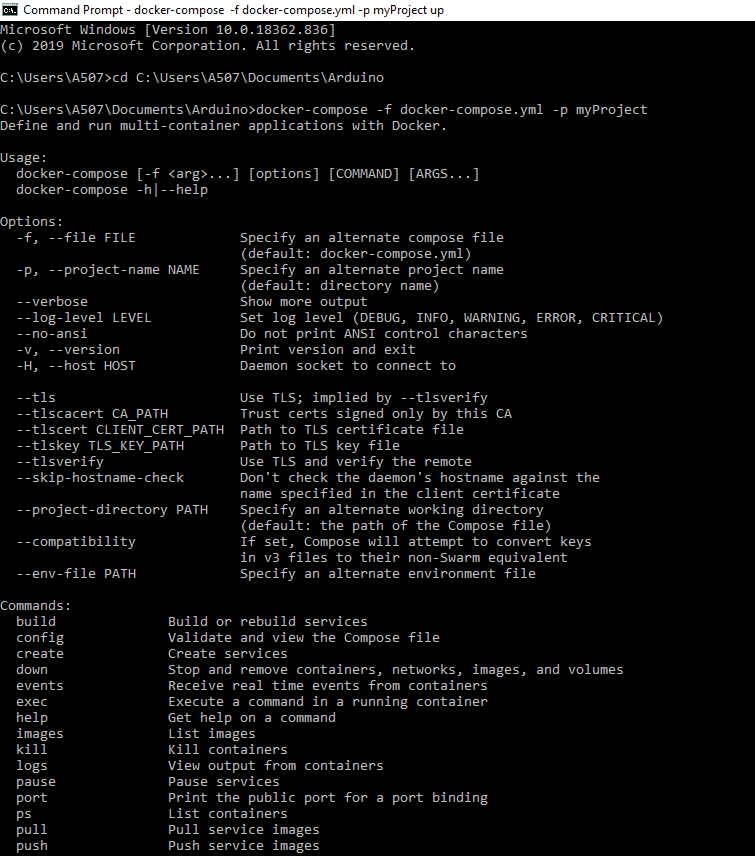 Command Prompt - docker-compose -f docker-compose.yml -p myProject up
Microsoft Windows [Version 10.0.18362.836]
(c) 2019 Microsoft Corporation. All rights reserved.
C:\Users\A507>cd C:\Users\A507\Documents\Arduino
C:\Users\A507\Documents\Arduino>docker-compose -f docker-compose.yml -p myProject
Define and run multi-container applications with Docker.
Usage:
docker-compose [-f <arg>...] [options] [COMMAND] [ARGS...]
docker-compose -h|--help
Options:
-f, --file FILE Specify an alternate compose file
(default: docker-compose.yml)
-p, --project-name NAME Specify an alternate project name
(default: directory name)
--verbose Show more output
--log-level LEVEL Set log level (DEBUG, INFO, WARNING, ERROR, CRITICAL)
--no-ansi Do not print ANSI control characters
-v, --version Print version and exit
-H, --host HOST Daemon socket to connect to
--tls Use TLS; implied by --tlsverify
--tlscacert CA_PATH Trust certs signed only by this CA
--tlscert CLIENT_CERT_PATH Path to TLS certificate file
--tlskey TLS_KEY_PATH Path to TLS key file
--tlsverify Use TLS and verify the remote
--skip-hostname-check Don't check the daemon's hostname against the
name specified in the client certificate
--project-directory PATH Specify an alternate working directory
(default: the path of the Compose file)
--compatibility If set, Compose will attempt to convert keys
in v3 files to their non-Swarm equivalent
--env-file PATH Specify an alternate environment file
Commands:
build Build or rebuild services
config Validate and view the Compose file
create Create services
down Stop and remove containers, networks, images, and volumes
events Receive real time events from containers
exec Execute a command in a running container
help Get help on a command
images List images
kill Kill containers
logs View output from containers
pause Pause services
port Print the public port for a port binding
ps List containers
pull Pull service images
push Push service images